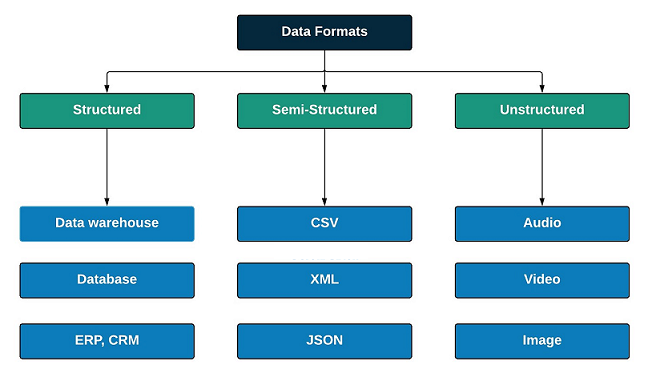 Data Formats
Structured
Semi-Structured
Unstructured
Data warehouse
CSV
Audio
Database
XML
Video
ERP, CRM
JSON
Image